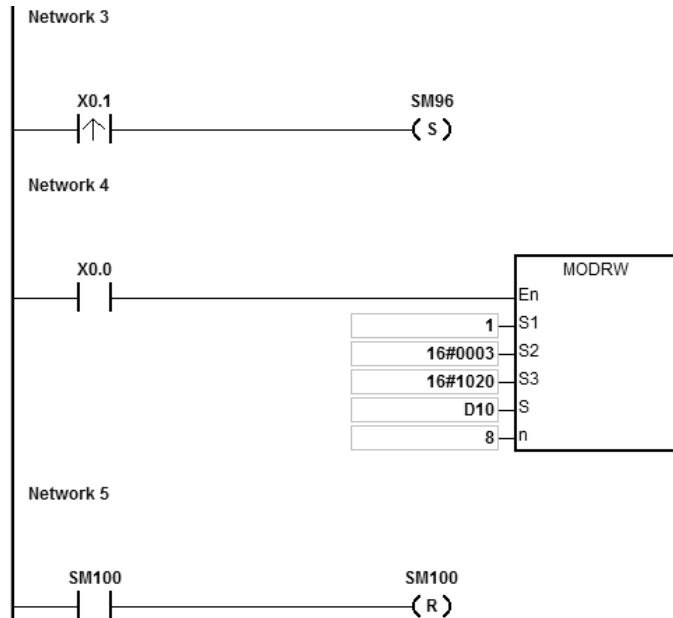 Network 3
X0.1 SM96
( S )
Network 4
X0.0 MODRW
En
1 S1
16#0003 S2
16#1020 S3
D10 S
8 n
Network 5
SM100 SM100
( R )